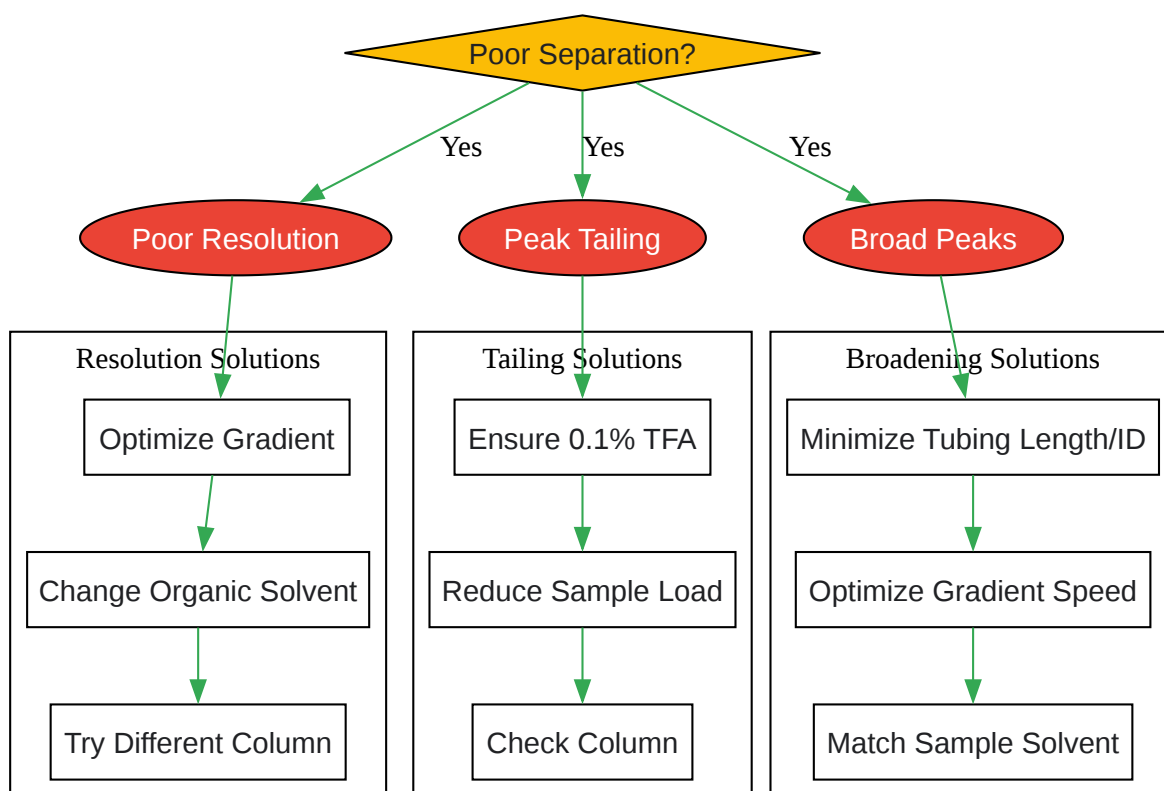 Poor Separation?
Yes
Yes
Yes
Poor Resolution
Peak Tailing
Broad Peaks
Resolution Solutions
Tailing Solutions
Broadening Solutions
Optimize Gradient
Ensure 0.1% TFA
Minimize Tubing Length/ID
Change Organic Solvent
Reduce Sample Load
Optimize Gradient Speed
Try Different Column
Check Column
Match Sample Solvent